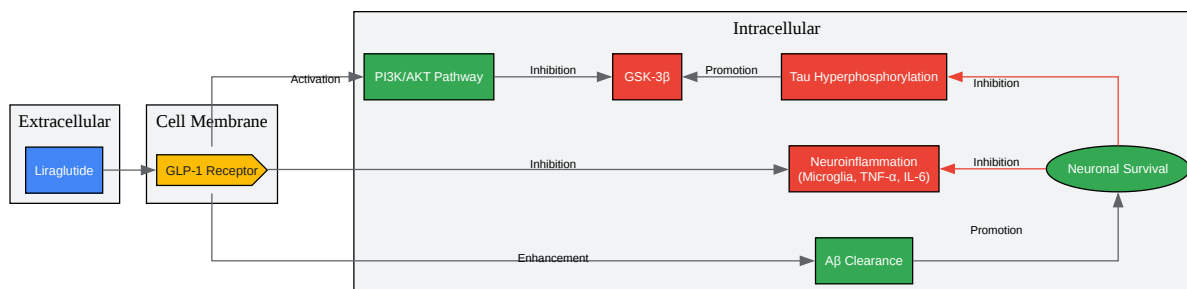 Intracellular
PI3K/AKT Pathway
Inhibition
GSK-3β
Promotion
Tau Hyperphosphorylation
Activation
Inhibition
Extracellular
Cell Membrane
Liraglutide
GLP-1 Receptor
Inhibition
Neuroinflammation
(Microglia, TNF-α, IL-6)
Inhibition
Neuronal Survival
Promotion
Enhancement
Aβ Clearance